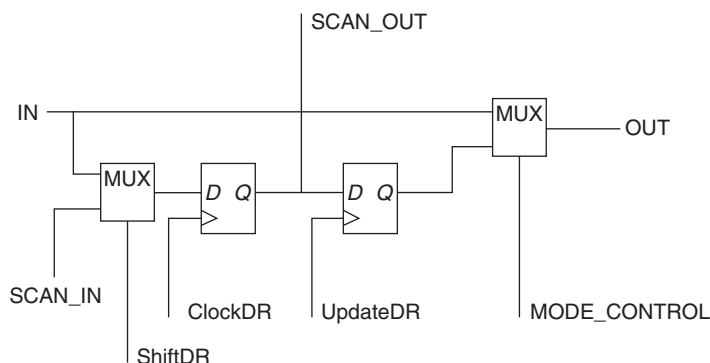 SCAN_OUT
IN
MUX
OUT
MUX
D Q
D Q
SCAN_IN
ClockDR
UpdateDR
MODE_CONTROL
ShiftDR